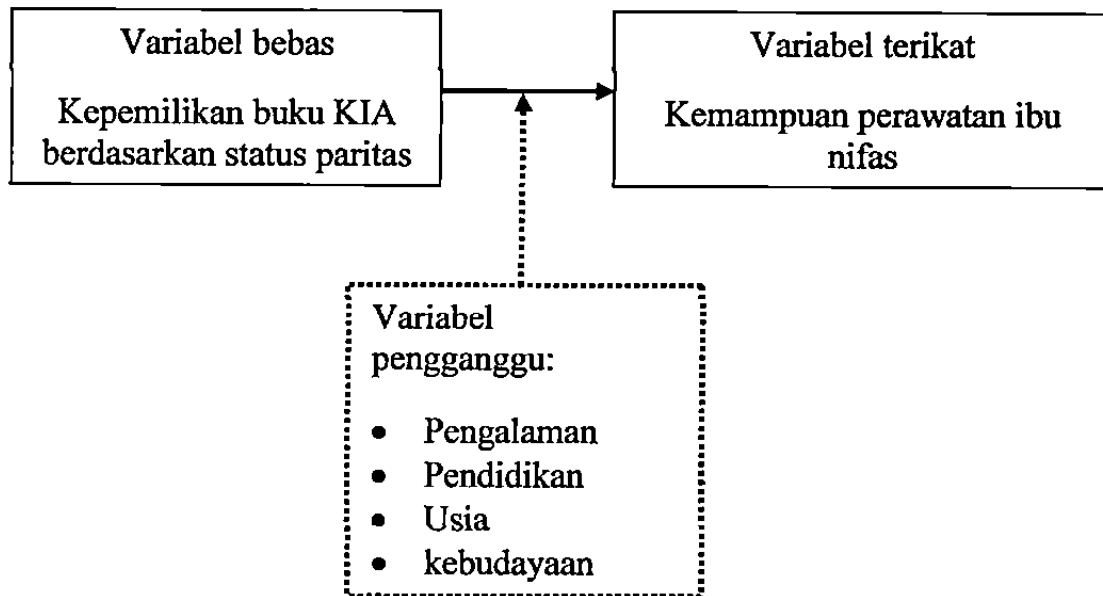 Variabel bebas
Kepemilikan buku KIA
berdasarkan status paritas
Variabel terikat
Kemampuan perawatan ibu
nifas
Variabel
pengganggu:
• Pengalaman
• Pendidikan
• Usia
• kebudayaan